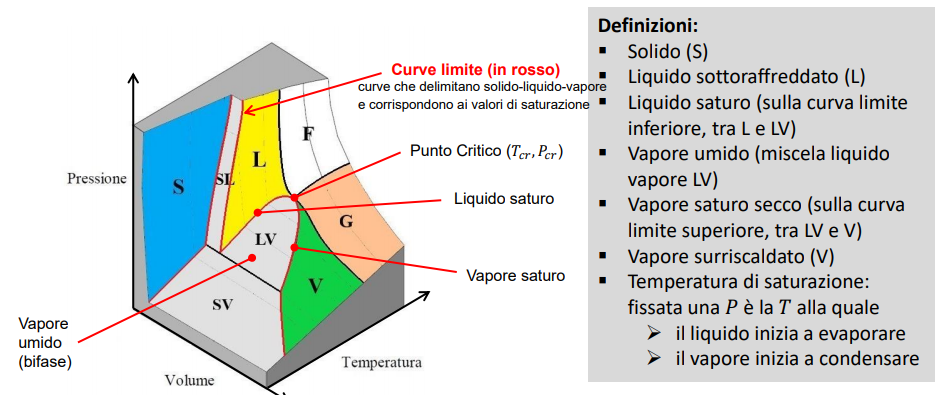 Curve limite (in rosso)
curve che delimitano solido-liquido-vapore
e corrispondono ai valori di saturazione
F
Punto Critico (𝑇𝑐𝑟, 𝑃𝑐𝑟)
L
Pressione
S
SL
Liquido saturo
G
LV
Vapore saturo
V
SV
Vapore
umido
(bifase)
Temperatura
Volume
Definizioni:
▪ Solido (S)
▪ Liquido sottoraffreddato (L)
▪ Liquido saturo (sulla curva limite
inferiore, tra L e LV)
▪ Vapore umido (miscela liquido
vapore LV)
▪ Vapore saturo secco (sulla curva
limite superiore, tra LV e V)
▪ Vapore surriscaldato (V)
▪ Temperatura di saturazione:
fissata una 𝑃 è la 𝑇 alla quale
➢ il liquido inizia a evaporare
➢ il vapore inizia a condensare